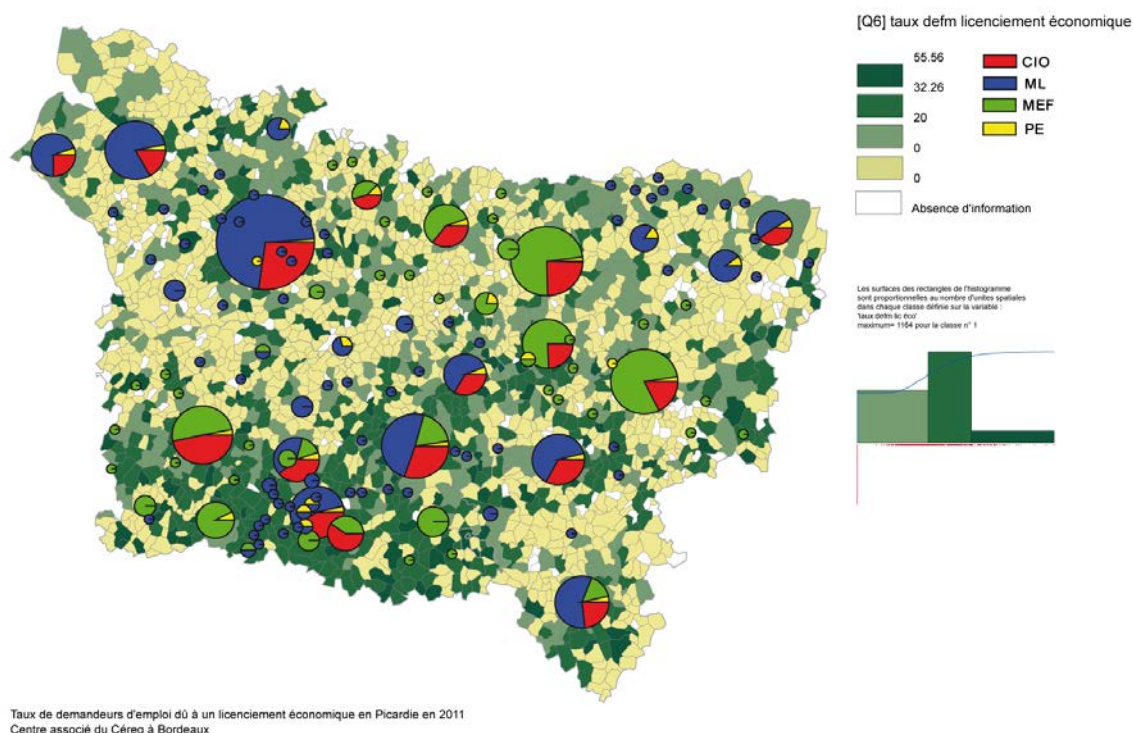 [Q6] taux defm licenciement économique
55.56
32.26
20
0
0
Absence d'information
CIO
ML
MEF
PE
Les surfaces des rectangles de l'histogramme
sont proportionnelles au nombre d'unites spatiales
dans chaque classe définie sur la variable :
'taux defm lic éco'
maximum= 1164 pour la classe n° 1
Taux de demandeurs d'emploi dû à un licenciement économique en Picardie en 2011
Centre associé du Céreq à Bordeaux